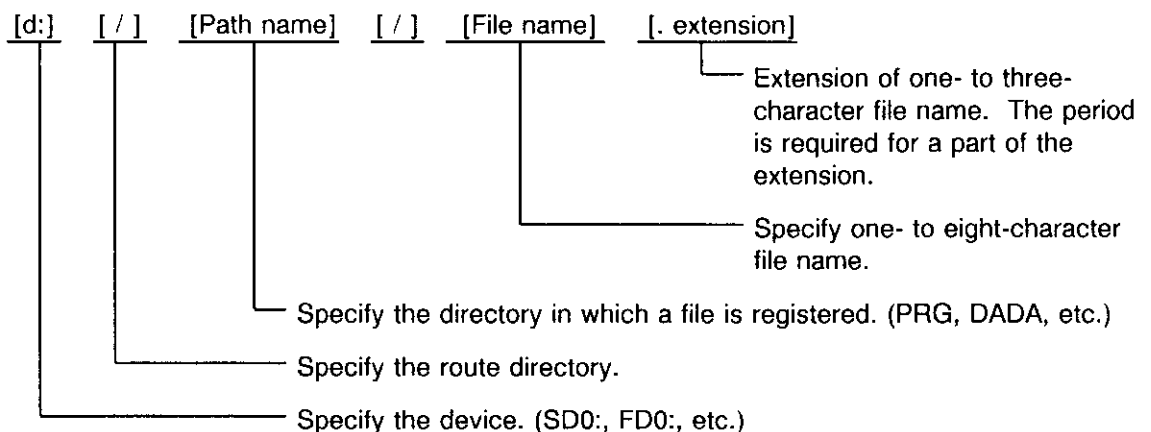 [d:] [ / ] [Path name] [ / ] [File name] [. extension]
Extension of one- to three-
character file name. The period
is required for a part of the
extension.
Specify one- to eight-character
file name.
Specify the directory in which a file is registered. (PRG, DADA, etc.)
Specify the route directory.
Specify the device. (SD0:, FD0:, etc.)